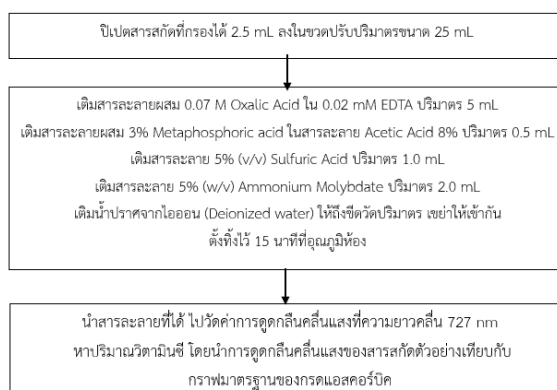 ปิเปตสารสกัดที่กรองได้ 2.5 mL ลงในขวดปรับปริมาตรขนาด 25 mL
เติมสารละลายผสม 0.07 M Oxalic Acid ใน 0.02 mM EDTA ปริมาตร 5 mL
เติมสารละลายผสม 3% Metaphosphoric acid ในสารละลาย Acetic Acid 8% ปริมาตร 0.5 mL
เติมสารละลาย 5% (v/v) Sulfuric Acid ปริมาตร 1.0 mL
เติมสารละลาย 5% (w/v) Ammonium Molybdate ปริมาตร 2.0 mL
เติมน้ำปราศจากไอออน (Deionized water) ให้ถึงขีดวัดปริมาตร เขย่าให้เข้ากัน
ตั้งทิ้งไว้ 15 นาทีที่อุณภูมิห้อง
นำสารละลายที่ได้ ไปวัดค่าการดูดกลืนคลื่นแสงที่ความยาวคลื่น 727 nm
หาปริมาณวิตามินซี โดยนำการดูดกลืนคลื่นแสงของสารสกัดตัวอย่างเทียบกับ
กราฟมาตรฐานของกรดแอสคอร์บิค